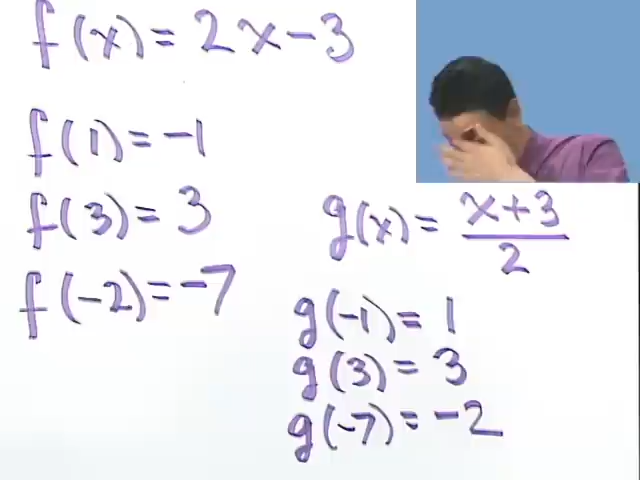 f(x) = 2x - 3
f(1) = -1
f(3) = 3
f(-2) = -7
g(x) = (x+3)/2
g(-1) = 1
g(3) = 3
g(-7) = -2